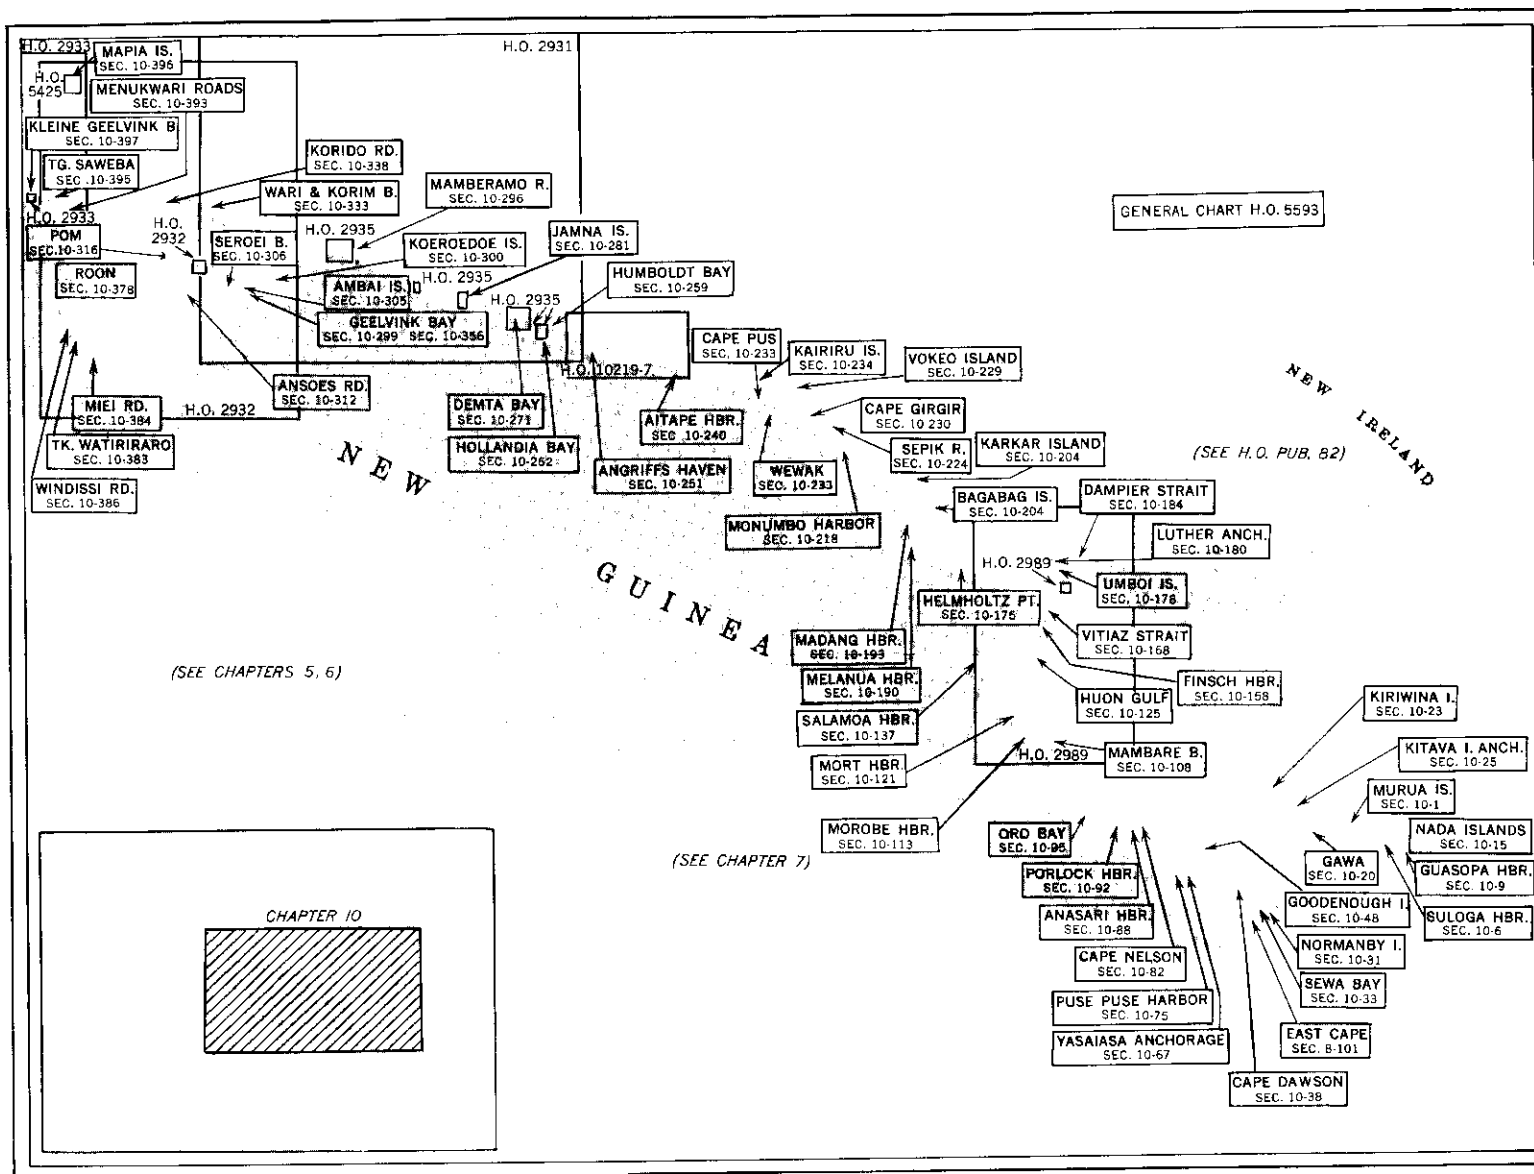 H.O. 2933
H.O. 2931
MAPIA IS.
SEC. 10-396
H.O.
5425
MENUKWARI ROADS
SEC. 10-393
KLEINE GEELVINK B
SEC. 10-397
TG. SAWEBA
SEC. 10-395
KORIDO RD.
SEC. 10-338
WARI & KORIM B.
SEC. 10-333
MAMBERAMO R.
SEC. 10-296
GENERAL CHART H.O. 5593
H.O. 2933
POM
SEC. 10-316
H.O.
2932
SEROEI B.
SEC. 10-306
H.O. 2935
KOEROEDOE IS.
SEC. 10-300
JAMNA IS.
SEC. 10-281
HUMBOLDT BAY
SEC. 10-259
ROON
SEC. 10-378
AMBAI IS.
SEC. 10-305
H.O. 2935
H.O. 2935
GEELVINK BAY
SEC. 10-299 SEC. 10-356
CAPE PUS
SEC. 10-233
KAIRIRU IS.
SEC. 10-234
VOKEO ISLAND
SEC. 10-229
H.O. 10219-7
ANSOES RD.
SEC. 10-312
MIEI RD.
SEC. 10-384
H.O. 2932
DEMTA BAY
SEC. 10-271
AITAPE HBR.
SEC. 10-240
CAPE GIRGIR
SEC. 10 230
NEW IRELAND
TK. WATIRIRARO
SEC. 10-383
HOLLANDIA BAY
SEC. 10-262
SEPIK R.
SEC. 10-224
KARKAR ISLAND
SEC. 10-204
(SEE H.O. PUB. 82)
WINDISSI RD.
SEC. 10-386
ANGRIFFS HAVEN
SEC. 10-251
WEWAK
SEC. 10-233
NEW
BAGABAG IS.
SEC. 10-204
DAMPIER STRAIT
SEC. 10-184
MONUMBO HARBOR
SEC. 10-218
LUTHER ANCH.
SEC. 10-180
H.O. 2989
GUINEA
UMBOI IS.
SEC. 10-178
HELMHOLTZ PT.
SEC. 10-175
MADANG HBR.
SEC. 10-193
VITIAZ STRAIT
SEC. 10-168
(SEE CHAPTERS 5, 6)
MELANUA HBR.
SEC. 10-190
FINSCH HBR.
SEC. 10-158
HUON GULF
SEC. 10-125
KIRIWINA I.
SEC. 10-23
SALAMOA HBR.
SEC. 10-137
MORT HBR.
SEC. 10-121
H.O. 2989
MAMBARE B.
SEC. 10-108
KITAVA I. ANCH.
SEC. 10-25
MURUA IS.
SEC. 10-1
MOROBE HBR.
SEC. 10-113
ORO BAY
SEC. 10-95
NADA ISLANDS
SEC. 10-15
(SEE CHAPTER 7)
GAWA
SEC. 10-20
GUASOPA HBR.
SEC. 10-9
PORLOCK HBR.
SEC. 10-92
GOODENOUGH I.
SEC. 10-48
SULOGA HBR.
SEC. 10-6
ANASARI HBR.
SEC. 10-88
CHAPTER 10
CAPE NELSON
SEC. 10-82
NORMANBY I.
SEC. 10-31
SEWA BAY
SEC. 10-33
PUSE PUSE HARBOR
SEC. 10-75
YASAIASA ANCHORAGE
SEC. 10-67
EAST CAPE
SEC. 8-101
CAPE DAWSON
SEC. 10-38